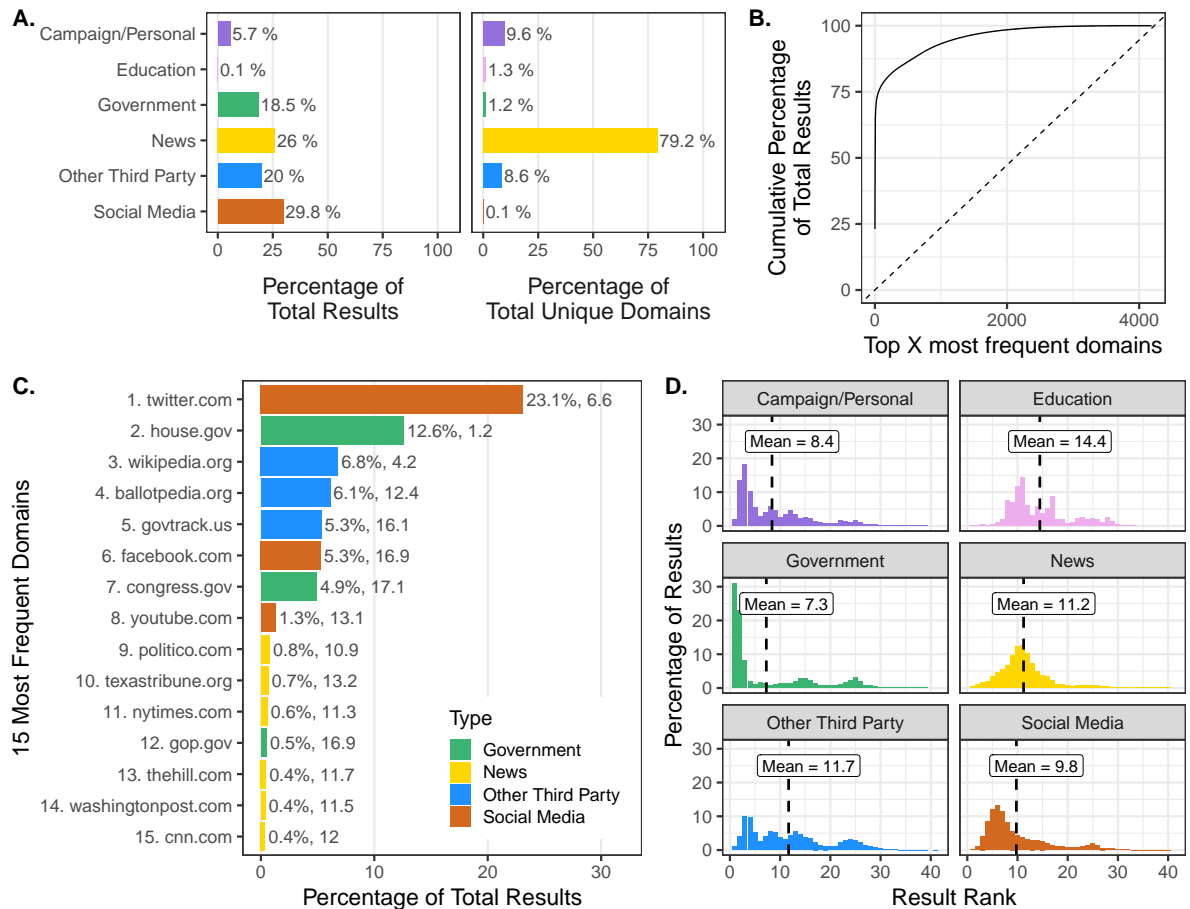 A.
Campaign/Personal
Education
Government
News
Other Third Party
Social Media
5.7 %
0.1 %
18.5 %
26 %
20 %
29.8 %
0 25 50 75 100
Percentage of
Total Results
9.6 %
1.3 %
1.2 %
79.2 %
8.6 %
0.1 %
0 25 50 75 100
Percentage of
Total Unique Domains
B.
Cumulative Percentage
of Total Results
100
75
50
25
0
0 2000 4000
Top X most frequent domains
C.
15 Most Frequent Domains
1. twitter.com 23.1%, 6.6
2. house.gov 12.6%, 1.2
3. wikipedia.org 6.8%, 4.2
4. ballotpedia.org 6.1%, 12.4
5. govtrack.us 5.3%, 16.1
6. facebook.com 5.3%, 16.9
7. congress.gov 4.9%, 17.1
8. youtube.com 1.3%, 13.1
9. politico.com 0.8%, 10.9
10. texastribune.org 0.7%, 13.2
11. nytimes.com 0.6%, 11.3
12. gop.gov 0.5%, 16.9
13. thehill.com 0.4%, 11.7
14. washingtonpost.com 0.4%, 11.5
15. cnn.com 0.4%, 12
Type
Government
News
Other Third Party
Social Media
0 10 20 30
Percentage of Total Results
D.
Percentage of Results
Campaign/Personal Education
30
20
10
0
Mean = 8.4 Mean = 14.4
Government News
30
20
10
0
Mean = 7.3 Mean = 11.2
Other Third Party Social Media
30
20
10
0
Mean = 11.7 Mean = 9.8
0 10 20 30 40 0 10 20 30 40
Result Rank